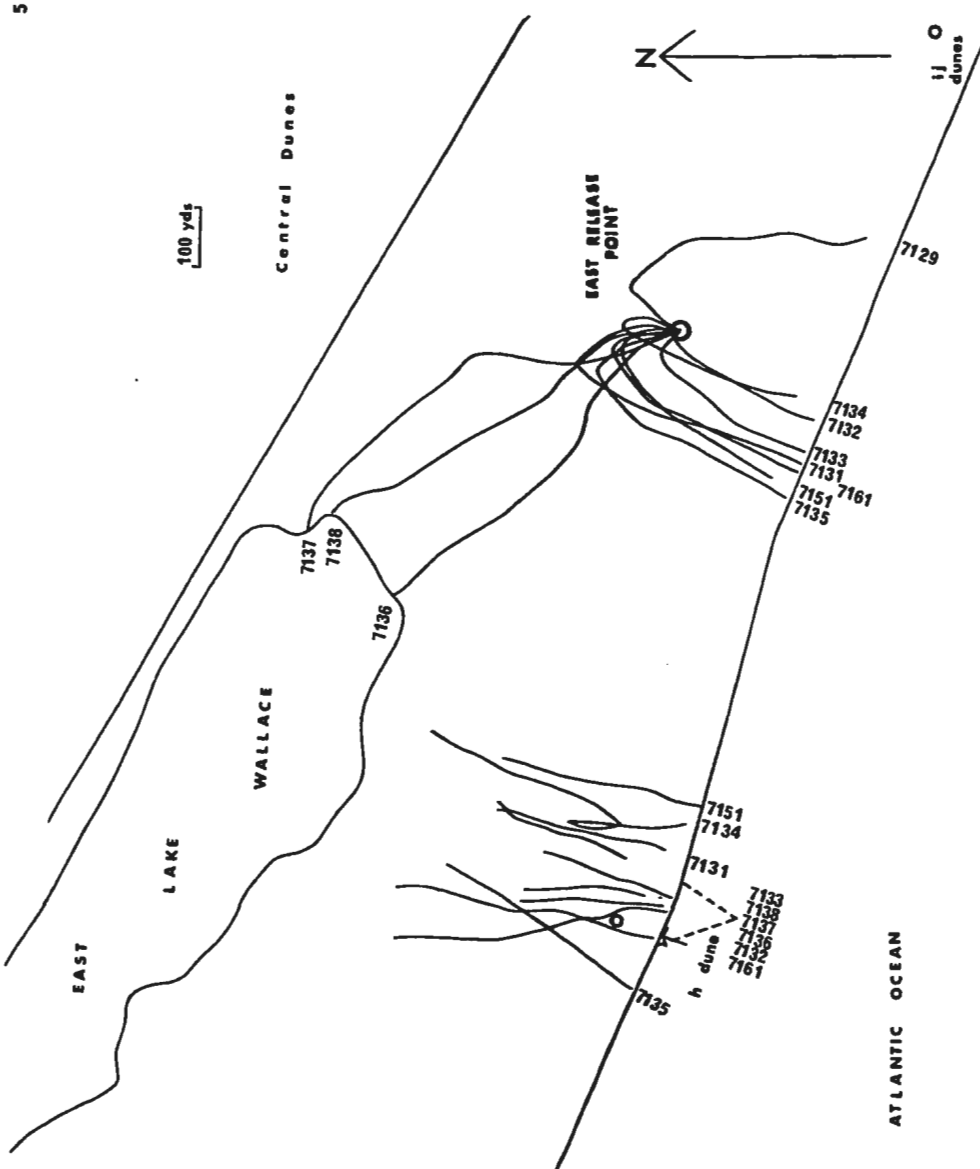 5
100 yds
Central Dunes
N
ij
dunes
EAST RELEASE
POINT
7129
7134
7132
7133
7131
7161
7151
7135
7137
7138
7136
EAST
LAKE
WALLACE
7151
7134
7131
7133
7138
7137
7136
7132
7161
h dune
7135
ATLANTIC OCEAN